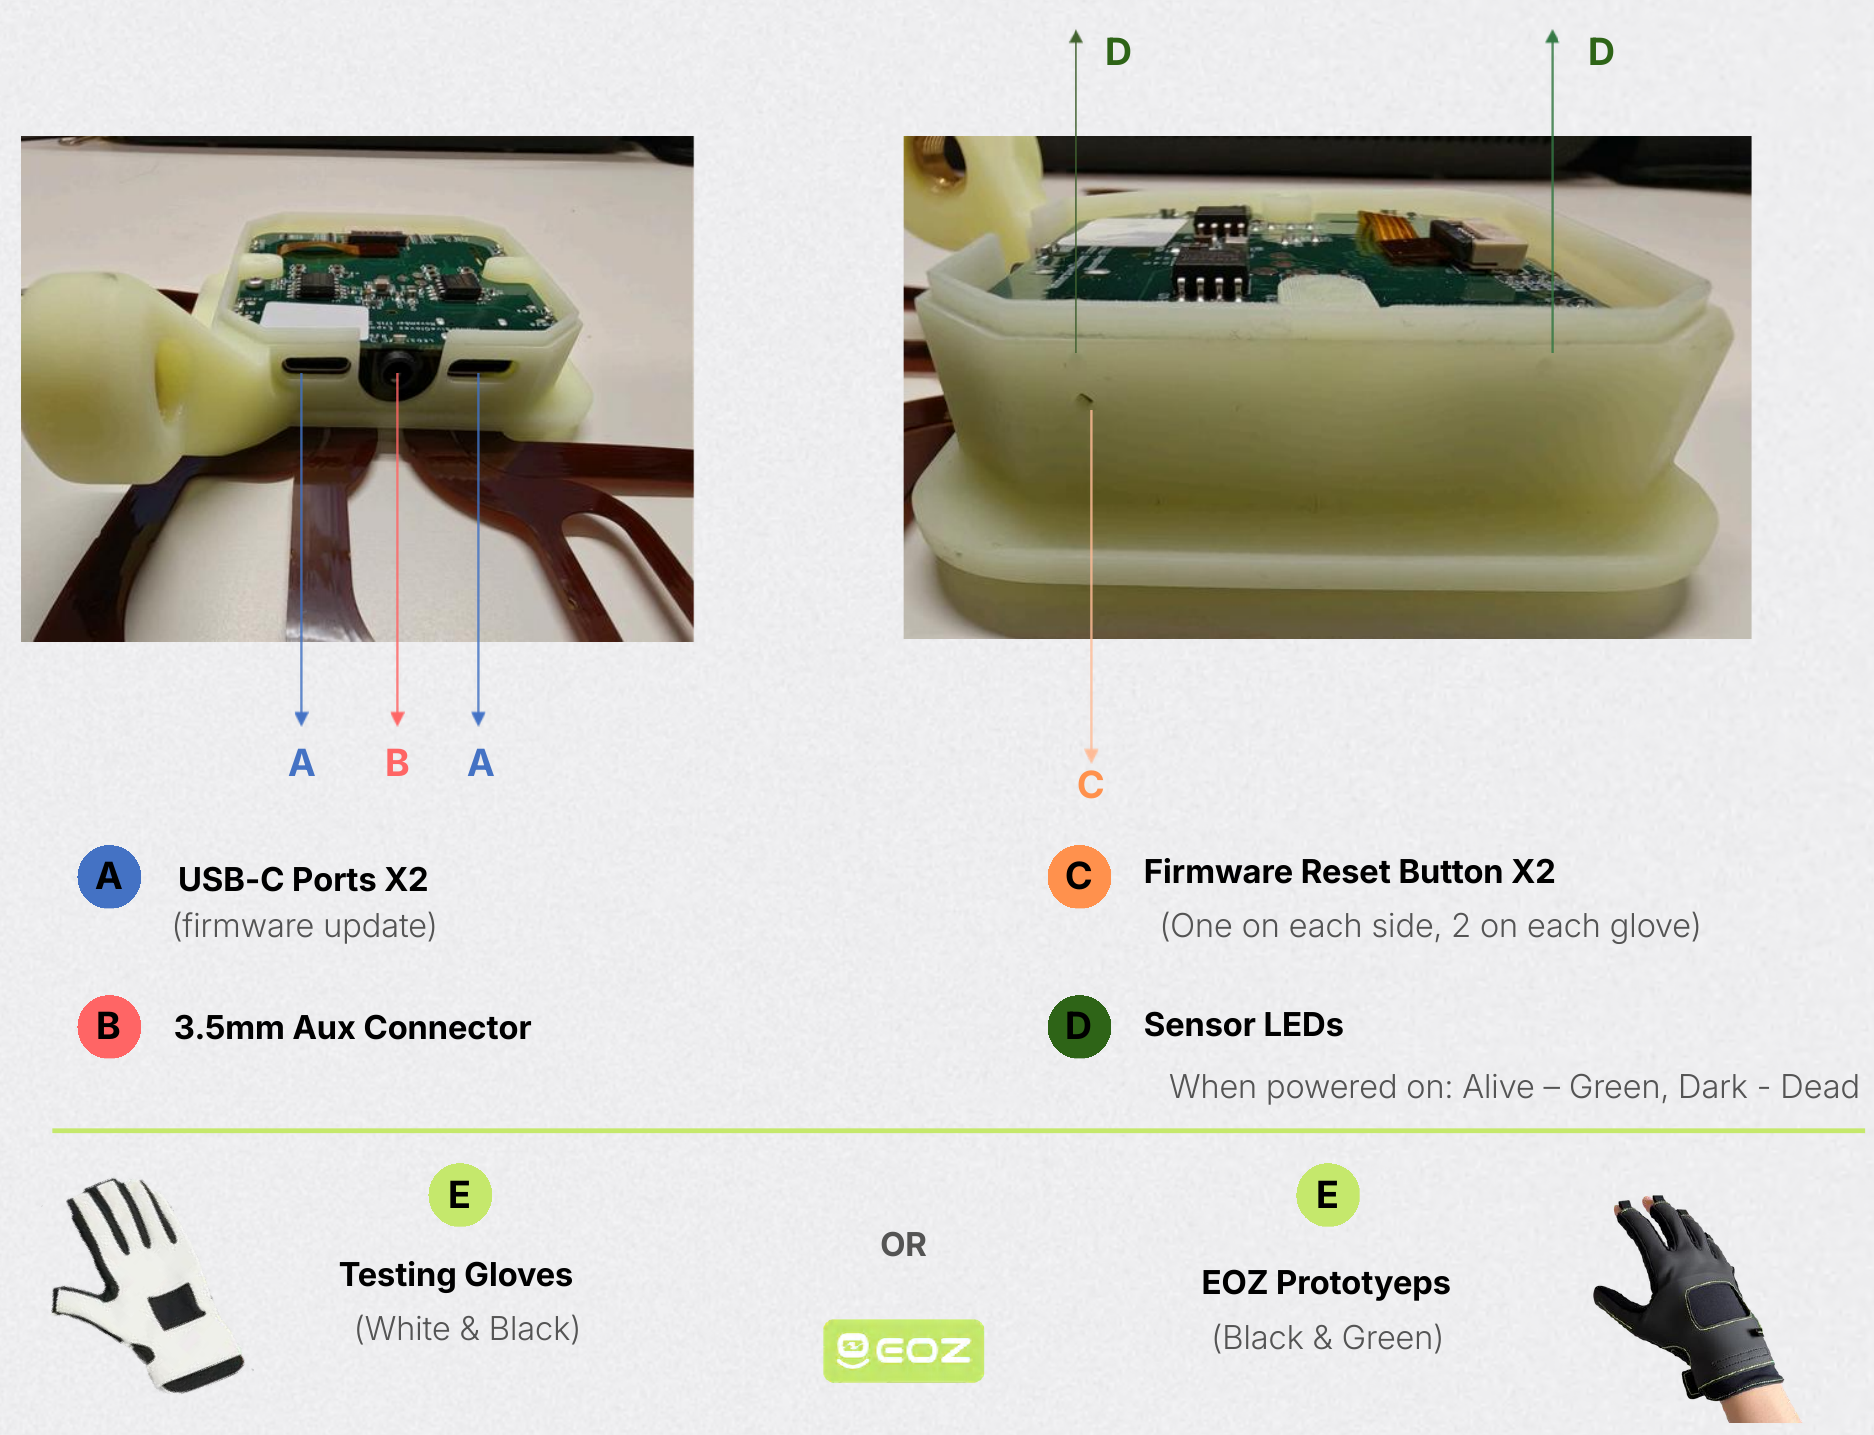 D D
A B A
C
A USB-C Ports X2
(firmware update)
B 3.5mm Aux Connector
C Firmware Reset Button X2
(One on each side, 2 on each glove)
D Sensor LEDs
When powered on: Alive – Green, Dark - Dead
E
Testing Gloves
(White & Black)
OR
EOZ
E
EOZ Prototyeps
(Black & Green)